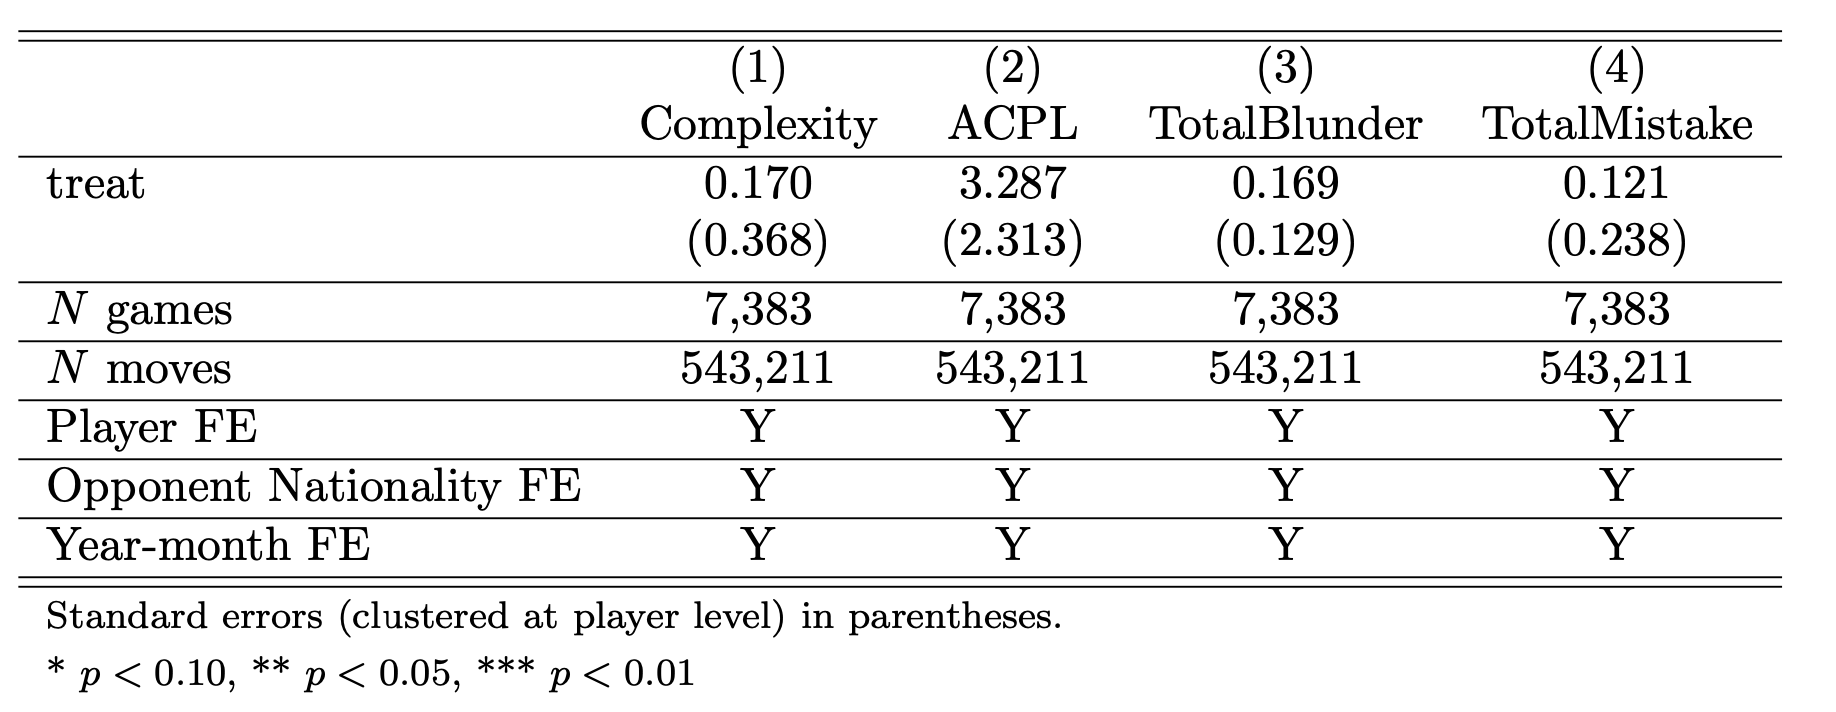 (1) (2) (3) (4)
Complexity ACPL TotalBlunder TotalMistake
treat 0.170 3.287 0.169 0.121
(0.368) (2.313) (0.129) (0.238)
N games 7,383 7,383 7,383 7,383
N moves 543,211 543,211 543,211 543,211
Player FE Y Y Y Y
Opponent Nationality FE Y Y Y Y
Year-month FE Y Y Y Y
Standard errors (clustered at player level) in parentheses.
* p < 0.10, ** p < 0.05, *** p < 0.01